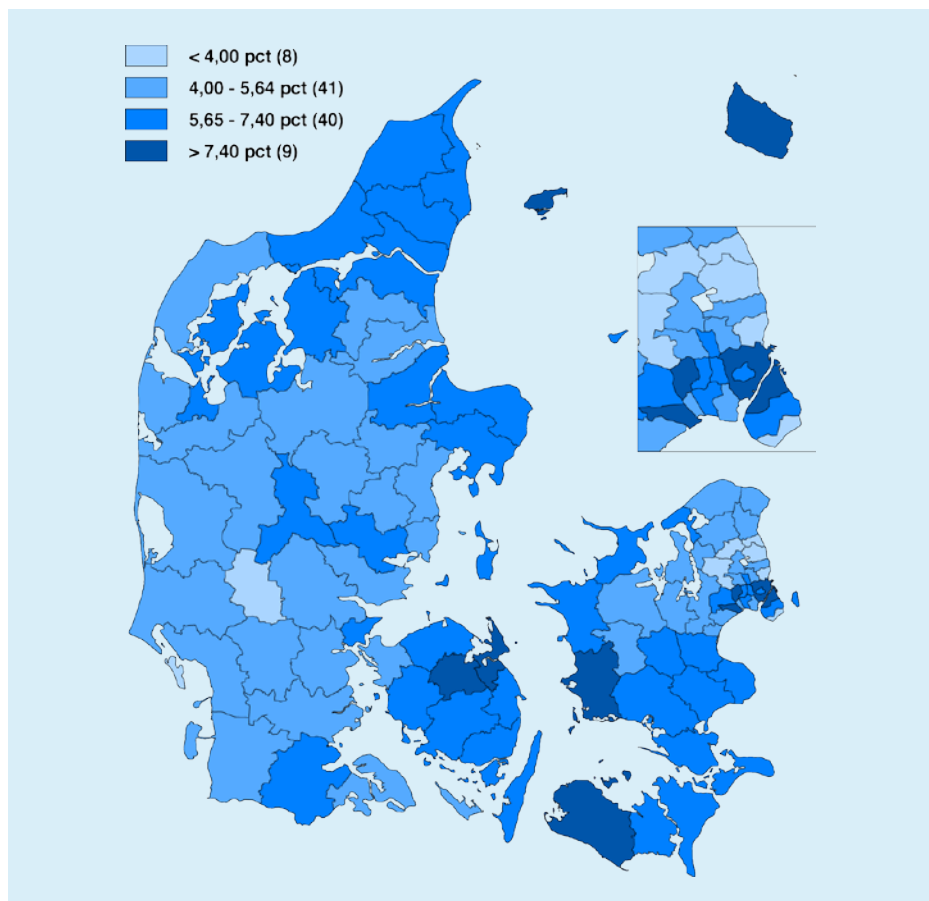 < 4,00 pct (8)
4,00 - 5,64 pct (41)
5,65 - 7,40 pct (40)
> 7,40 pct (9)